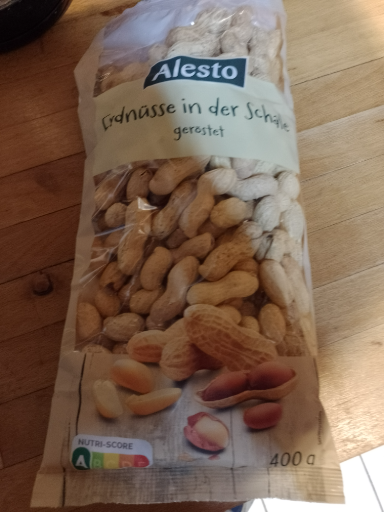 Alesto
Erdnüsse in der Schale
geröstet
NUTRI-SCORE
A B C D E
400 g